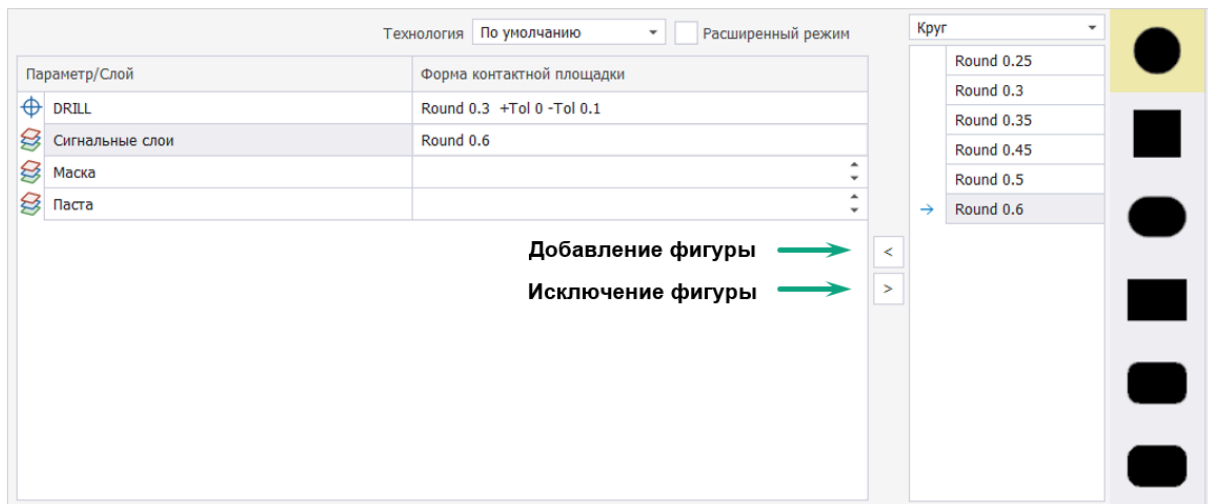 Технология По умолчанию Расширенный режим
Круг
Параметр/Слой Форма контактной площадки
DRILL Round 0.3 +Tol 0 -Tol 0.1
Сигнальные слои Round 0.6
Маска
Паста
Round 0.25
Round 0.3
Round 0.35
Round 0.45
Round 0.5
Round 0.6
Добавление фигуры <
Исключение фигуры >